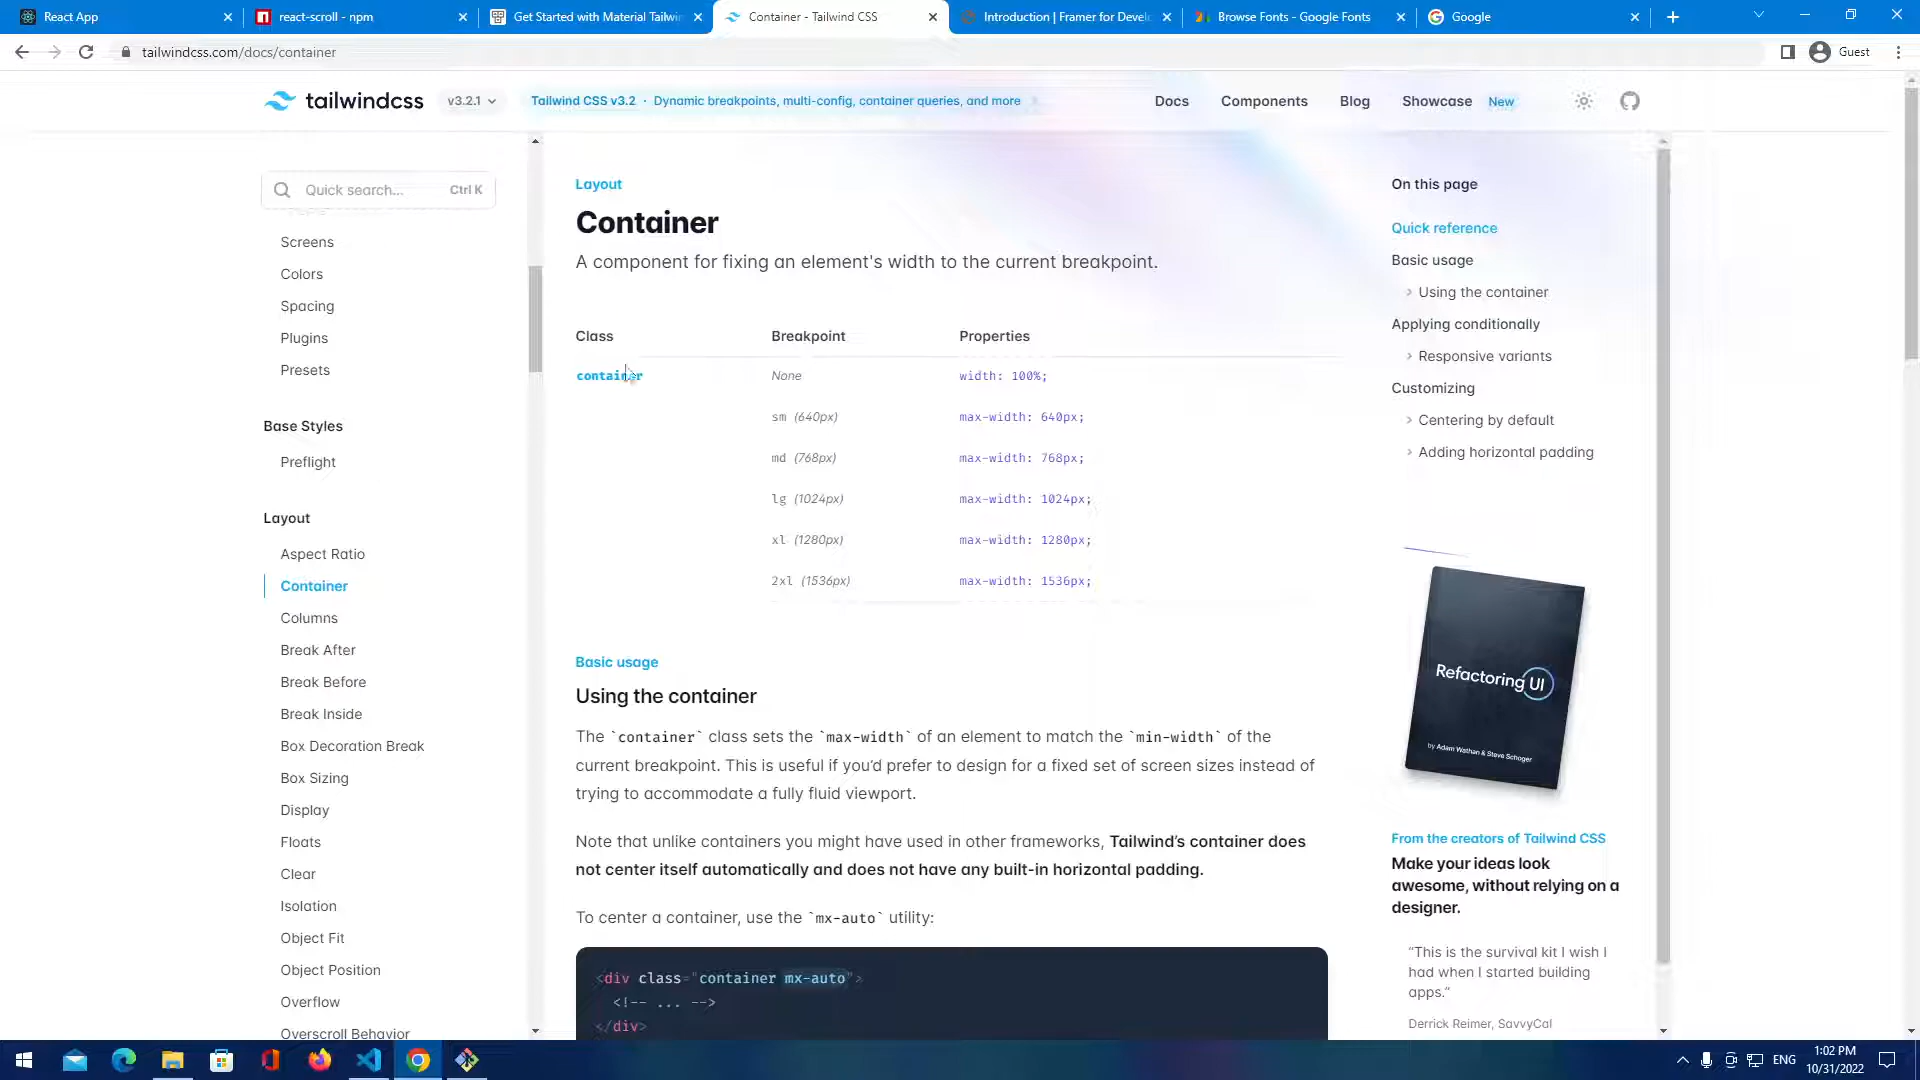 React App
react-scroll - npm
Get Started with Material Tailwin
Container - Tailwind CSS
Introduction | Framer for Develo
Browse Fonts - Google Fonts
Google
tailwindcss.com/docs/container
Guest
tailwindcss
v3.2.1
Tailwind CSS v3.2 · Dynamic breakpoints, multi-config, container queries, and more
Docs
Components
Blog
Showcase
New
Quick search...
Ctrl K
Screens
Colors
Spacing
Plugins
Presets
Base Styles
Preflight
Layout
Aspect Ratio
Container
Columns
Break After
Break Before
Break Inside
Box Decoration Break
Box Sizing
Display
Floats
Clear
Isolation
Object Fit
Object Position
Overflow
Overscroll Behavior
Layout
Container
A component for fixing an element's width to the current breakpoint.
Class Breakpoint Properties
container None width: 100%;
sm (640px) max-width: 640px;
md (768px) max-width: 768px;
lg (1024px) max-width: 1024px;
xl (1280px) max-width: 1280px;
2xl (1536px) max-width: 1536px;
Basic usage
Using the container
The `container` class sets the `max-width` of an element to match the `min-width` of the
current breakpoint. This is useful if you’d prefer to design for a fixed set of screen sizes instead of
trying to accommodate a fully fluid viewport.
Note that unlike containers you might have used in other frameworks, Tailwind’s container does
not center itself automatically and does not have any built-in horizontal padding.
To center a container, use the `mx-auto` utility:
<div class="container mx-auto">
<!-- ... -->
</div>
On this page
Quick reference
Basic usage
Using the container
Applying conditionally
Responsive variants
Customizing
Centering by default
Adding horizontal padding
Refactoring UI
by Adam Wathan & Steve Schoger
From the creators of Tailwind CSS
Make your ideas look
awesome, without relying on a
designer.
“This is the survival kit I wish I
had when I started building
apps.”
Derrick Reimer, SavvyCal
ENG
1:02 PM
10/31/2022